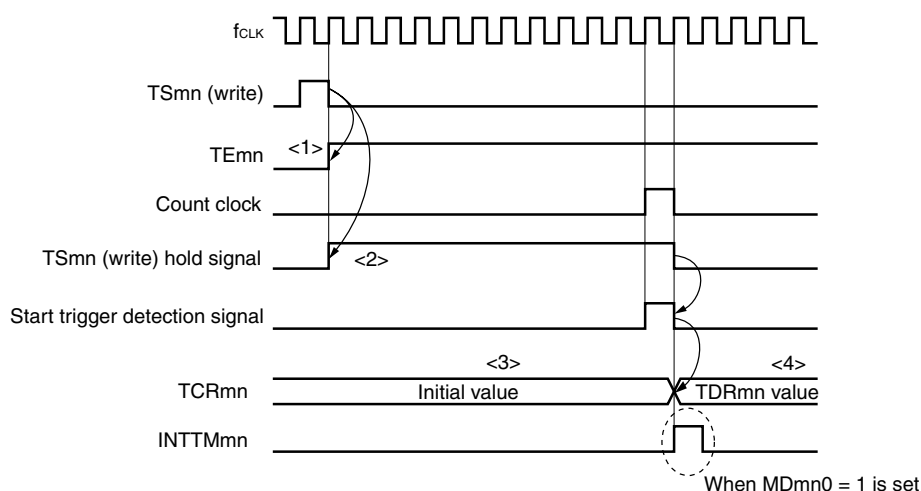 fCLK
TSmn (write)
<1>
TEmn
Count clock
TSmn (write) hold signal
<2>
Start trigger detection signal
<3>
<4>
TCRmn
Initial value
TDRmn value
INTTMmn
When MDmn0 = 1 is set